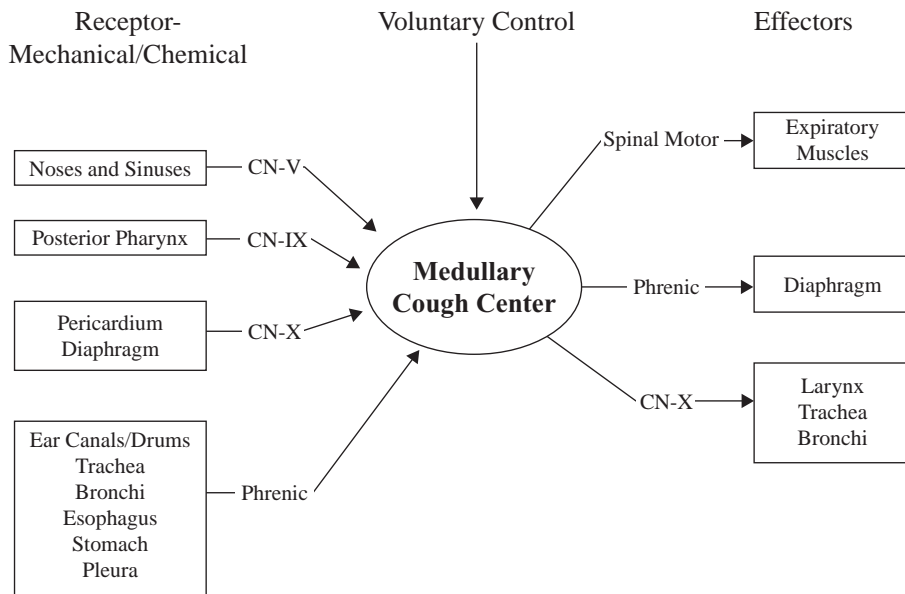 Receptor-
Mechanical/Chemical
Voluntary Control
Effectors
Noses and Sinuses
CN-V
Posterior Pharynx
CN-IX
Pericardium
Diaphragm
CN-X
Ear Canals/Drums
Trachea
Bronchi
Esophagus
Stomach
Pleura
Phrenic
Medullary
Cough Center
Spinal Motor
Expiratory
Muscles
Phrenic
Diaphragm
CN-X
Larynx
Trachea
Bronchi